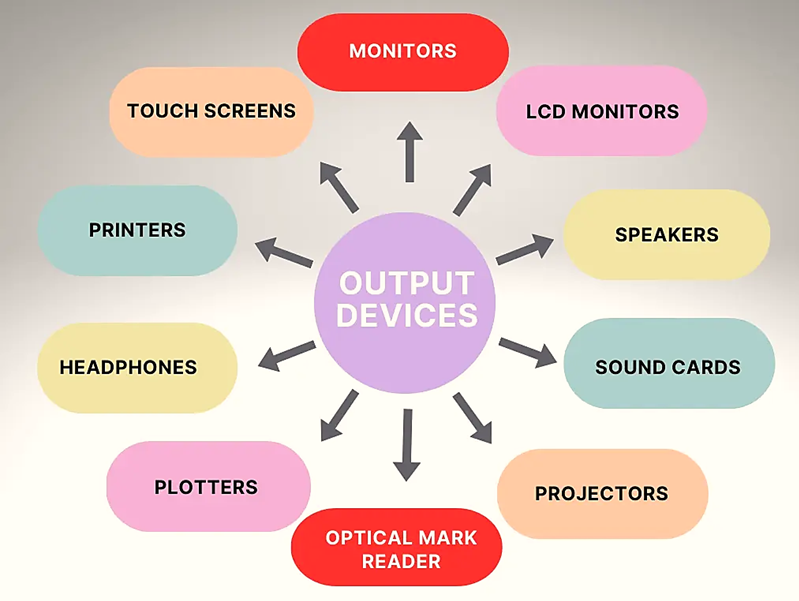 MONITORS
TOUCH SCREENS
LCD MONITORS
PRINTERS
SPEAKERS
OUTPUT
DEVICES
HEADPHONES
SOUND CARDS
PLOTTERS
PROJECTORS
OPTICAL MARK
READER